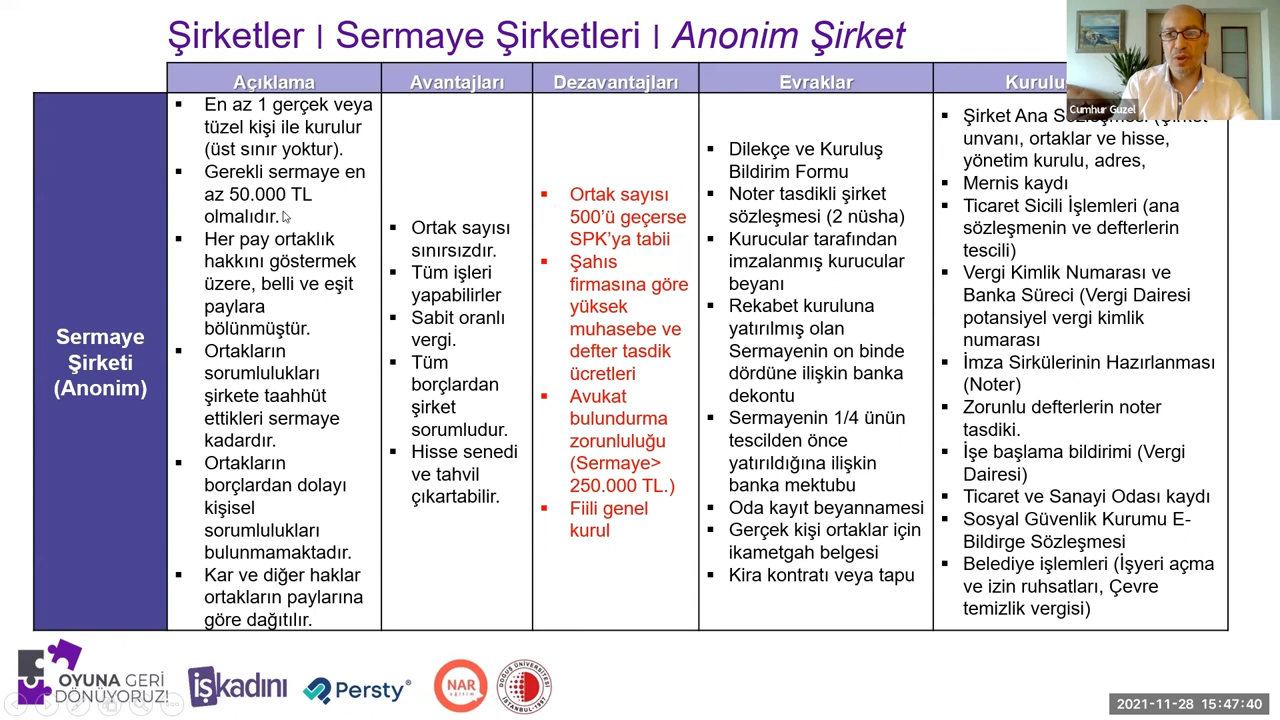 Şirketler | Sermaye Şirketleri | Anonim Şirket
Cumhur Guzel
Açıklama
Avantajları
Dezavantajları
Evraklar
Sermaye
Şirketi
(Anonim)
▪ En az 1 gerçek veya
tüzel kişi ile kurulur
(üst sınır yoktur).
▪ Gerekli sermaye en
az 50.000 TL
olmalıdır.
▪ Her pay ortaklık
hakkını göstermek
üzere, belli ve eşit
paylara
bölünmüştür.
▪ Ortakların
sorumlulukları
şirkete taahhüt
ettikleri sermaye
kadardır.
▪ Ortakların
borçlardan dolayı
kişisel
sorumlulukları
bulunmamaktadır.
▪ Kar ve diğer haklar
ortakların paylarına
göre dağıtılır.
▪ Ortak sayısı
sınırsızdır.
▪ Tüm işleri
yapabilirler
▪ Sabit oranlı
vergi.
▪ Tüm
borçlardan
şirket
sorumludur.
▪ Hisse senedi
ve tahvil
çıkartabilir.
▪ Ortak sayısı
500'ü geçerse
SPK'ya tabii
▪ Şahıs
firmasına göre
yüksek
muhasebe ve
defter tasdik
ücretleri
▪ Avukat
bulundurma
zorunluluğu
(Sermaye>
250.000 TL.)
▪ Fiili genel
kurul
▪ Dilekçe ve Kuruluş
Bildirim Formu
▪ Noter tasdikli şirket
sözleşmesi (2 nüsha)
▪ Kurucular tarafından
imzalanmış kurucular
beyanı
▪ Rekabet kuruluna
yatırılmış olan
Sermayenin on binde
dördüne ilişkin banka
dekontu
▪ Sermayenin 1/4 ünün
tescilden önce
yatırıldığına ilişkin
banka mektubu
▪ Oda kayıt beyannamesi
▪ Gerçek kişi ortaklar için
ikametgah belgesi
▪ Kira kontratı veya tapu
▪ Şirket Ana
unvanı, ortaklar ve hisse,
yönetim kurulu, adres,
▪ Mernis kaydı
▪ Ticaret Sicili İşlemleri (ana
sözleşmenin ve defterlerin
tescili)
▪ Vergi Kimlik Numarası ve
Banka Süreci (Vergi Dairesi
potansiyel vergi kimlik
numarası
▪ İmza Sirkülerinin Hazırlanması
(Noter)
▪ Zorunlu defterlerin noter
tasdiki.
▪ İşe başlama bildirimi (Vergi
Dairesi)
▪ Ticaret ve Sanayi Odası kaydı
▪ Sosyal Güvenlik Kurumu E-
Bildirge Sözleşmesi
▪ Belediye işlemleri (İşyeri açma
ve izin ruhsatları, Çevre
temizlik vergisi)
OYUNA GERİ
DÖNÜYORUZ!
işkadını
Persty
NAR
eğitim
2021-11-28 15:47:40